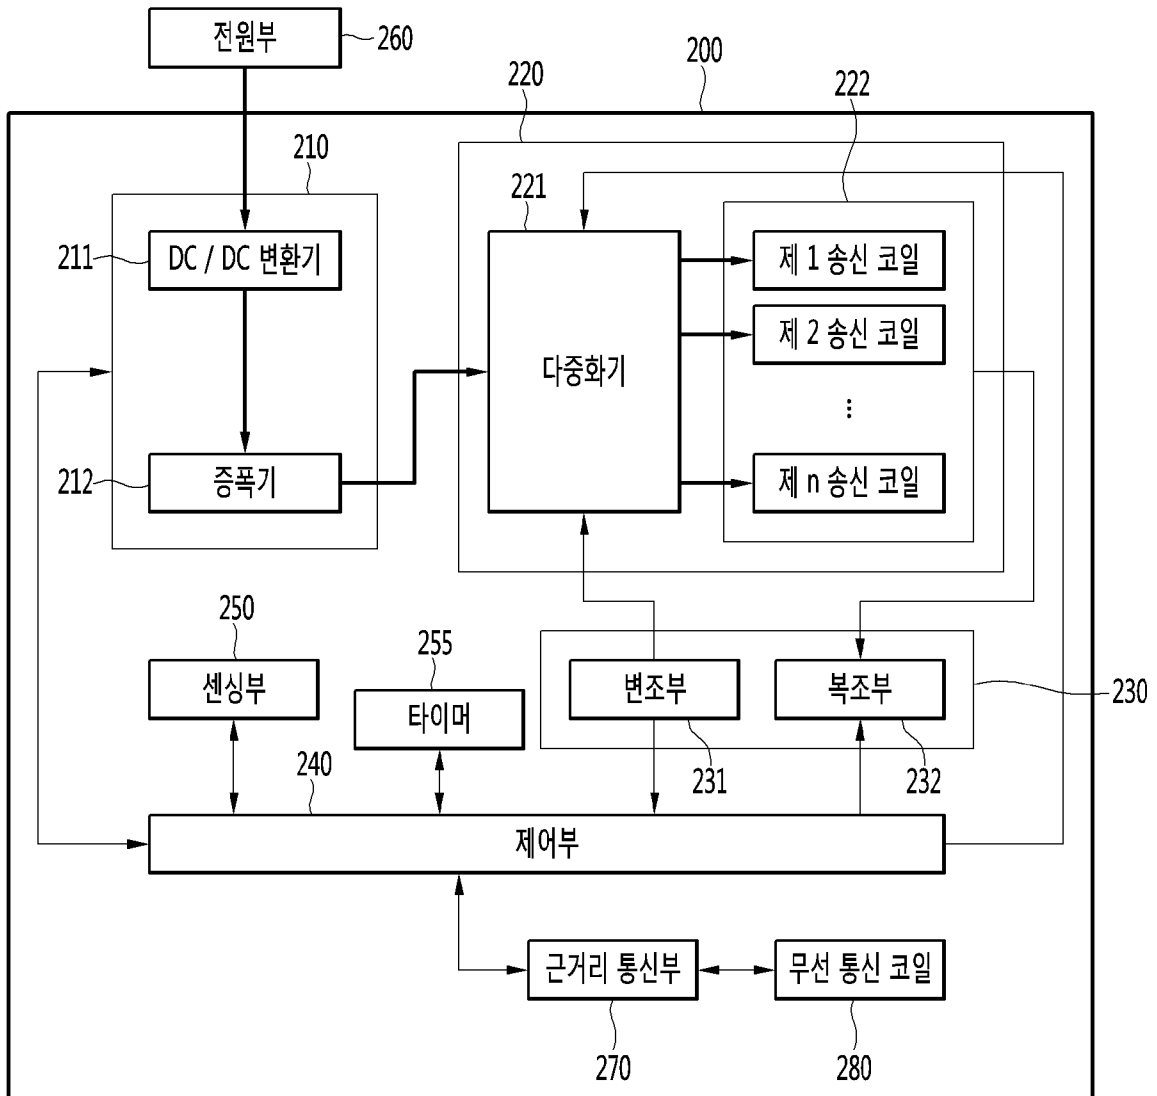 전원부
260
200
220
222
210
221
211
DC / DC 변환기
제 1 송신 코일
제 2 송신 코일
다중화기
⋮
212
증폭기
제 n 송신 코일
250
255
센싱부
타이머
변조부
복조부
230
240
231
232
제어부
근거리 통신부
무선 통신 코일
270
280